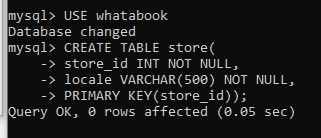 mysql> USE whatabook
Database changed
mysql> CREATE TABLE store(
    -> store_id INT NOT NULL,
    -> locale VARCHAR(500) NOT NULL,
    -> PRIMARY KEY(store_id));
Query OK, 0 rows affected (0.05 sec)